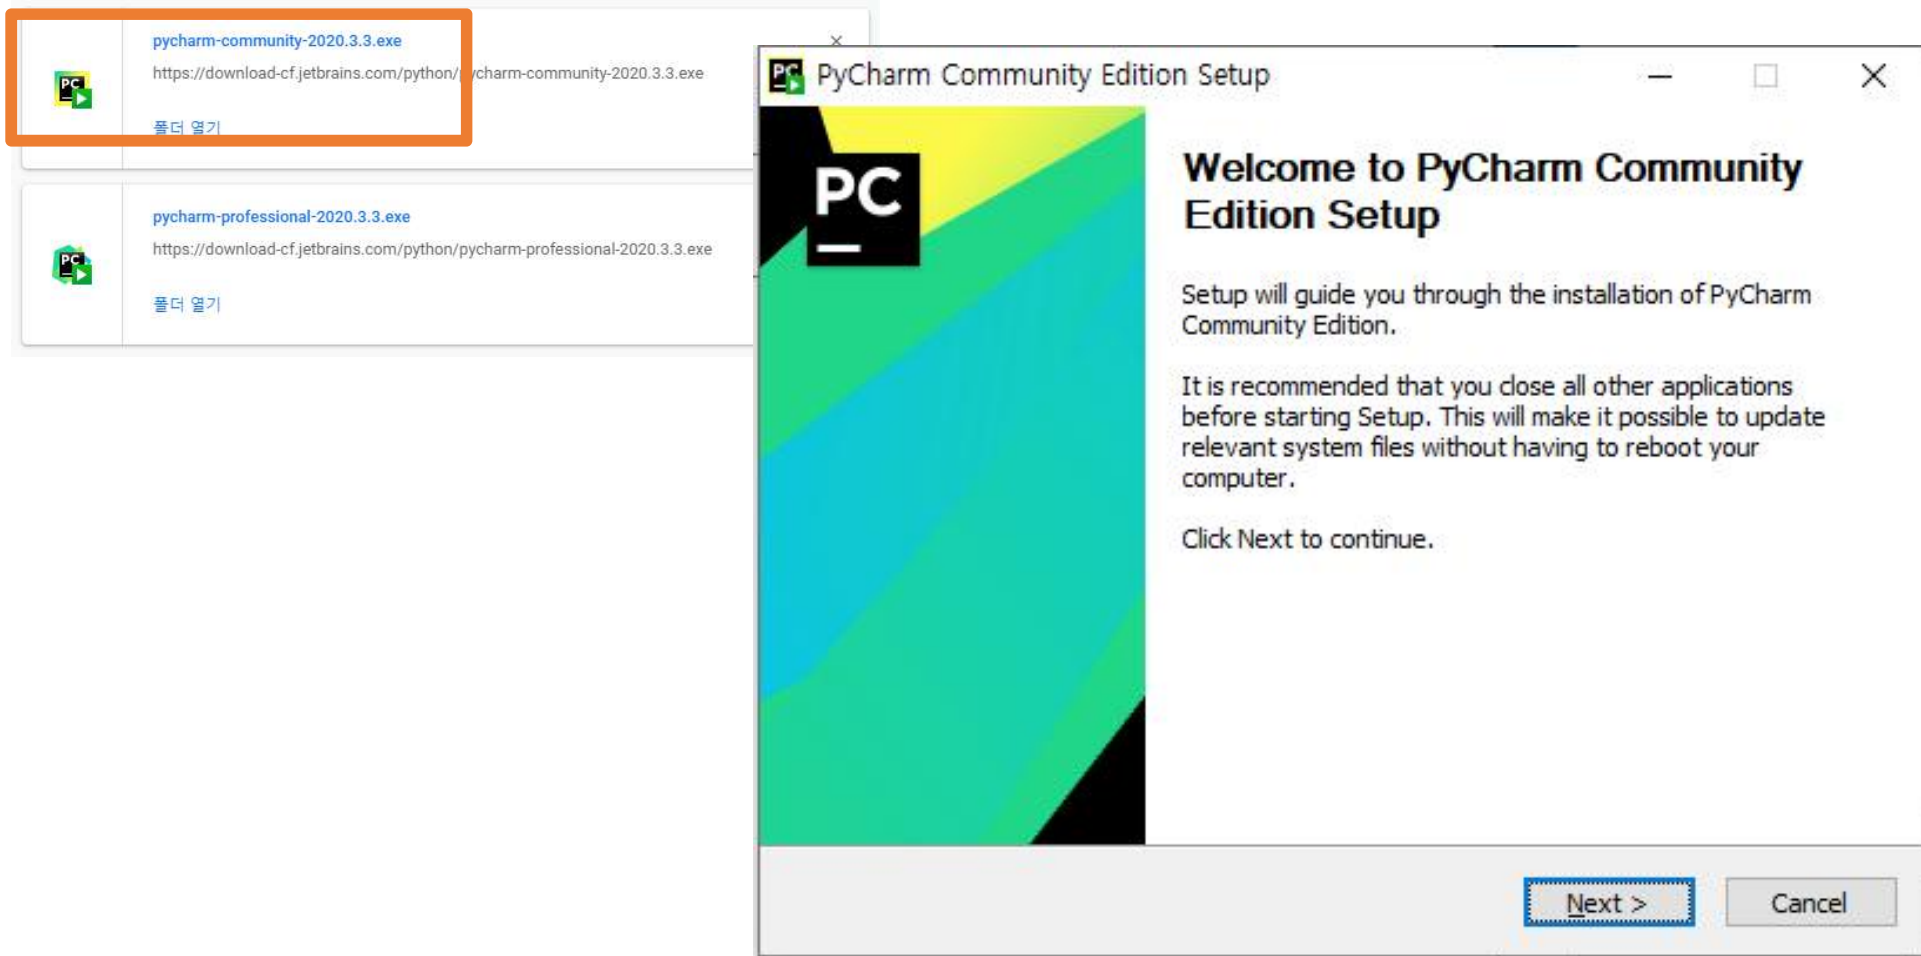 pycharm-community-2020.3.3.exe
https://download-cf.jetbrains.com/python/pycharm-community-2020.3.3.exe
폴더 열기
pycharm-professional-2020.3.3.exe
https://download-cf.jetbrains.com/python/pycharm-professional-2020.3.3.exe
폴더 열기
PyCharm Community Edition Setup
PC
Welcome to PyCharm Community
Edition Setup
Setup will guide you through the installation of PyCharm
Community Edition.
It is recommended that you close all other applications
before starting Setup. This will make it possible to update
relevant system files without having to reboot your
computer.
Click Next to continue.
Next >
Cancel